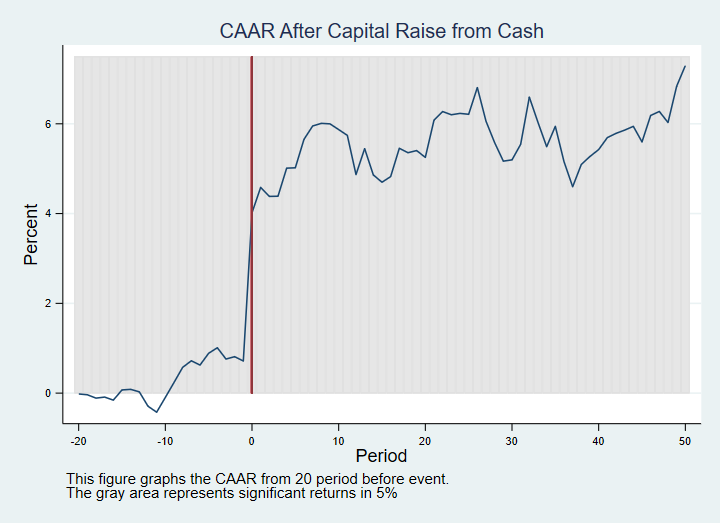 CAAR After Capital Raise from Cash
Percent
6
4
2
0
-20 -10 0 10 20 30 40 50
Period
This figure graphs the CAAR from 20 period before event.
The gray area represents significant returns in 5%